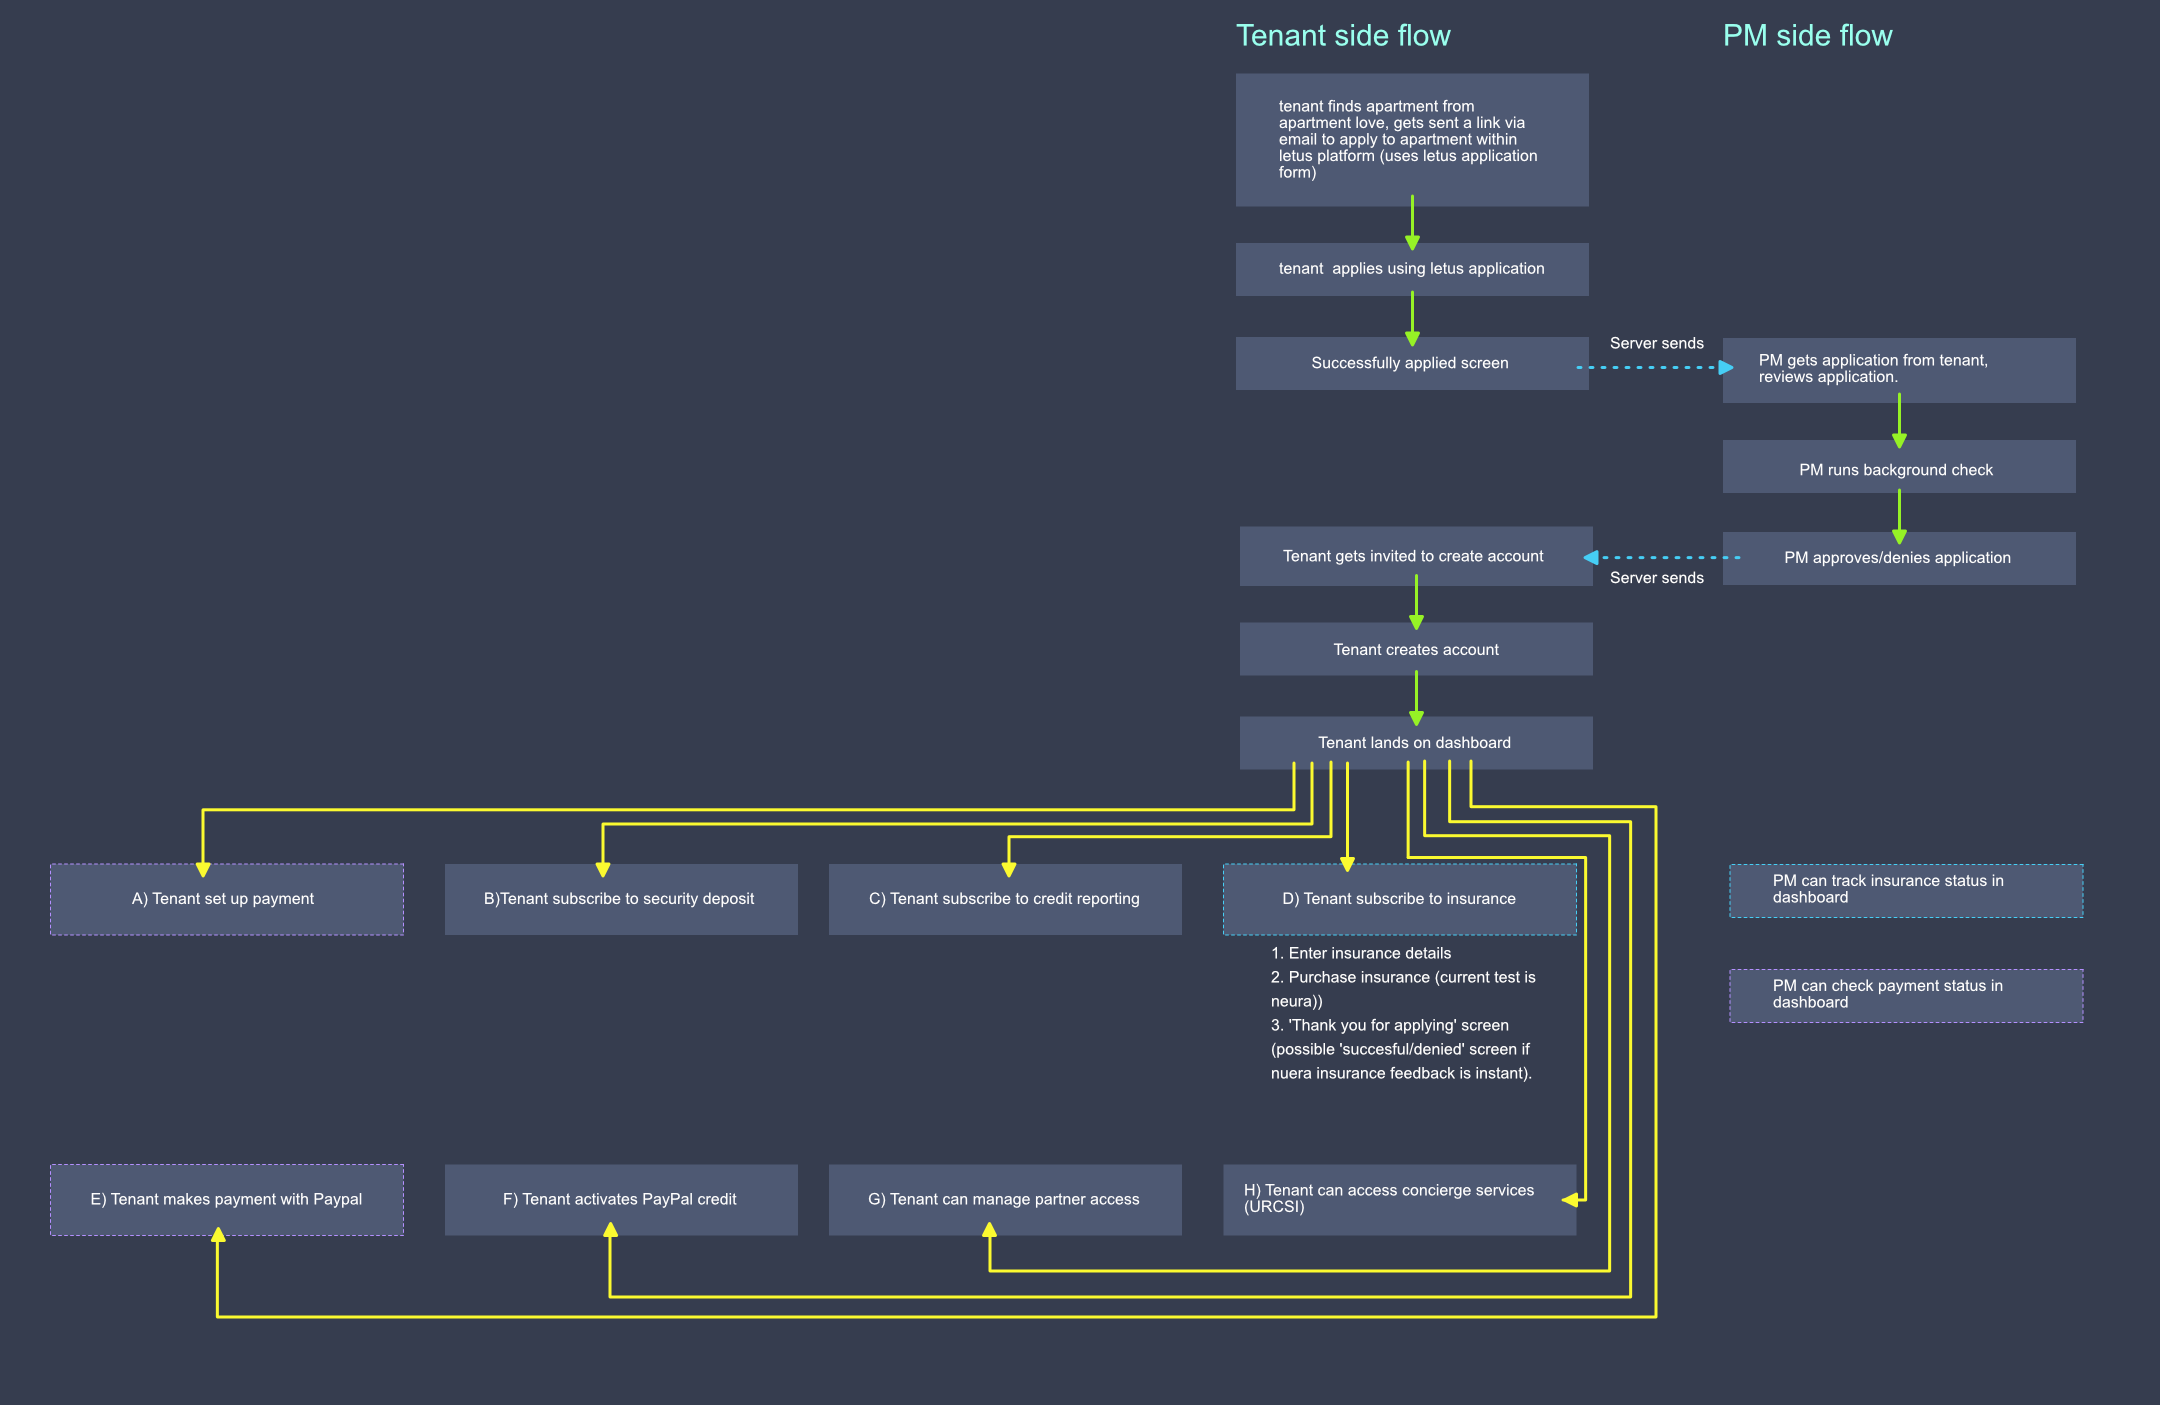 Tenant side flow
PM side flow
tenant finds apartment from
apartment love, gets sent a link via
email to apply to apartment within
letus platform (uses letus application
form)
tenant  applies using letus application
Successfully applied screen
Server sends
PM gets application from tenant,
reviews application.
PM runs background check
PM approves/denies application
Server sends
Tenant gets invited to create account
Tenant creates account
Tenant lands on dashboard
A) Tenant set up payment
B)Tenant subscribe to security deposit
C) Tenant subscribe to credit reporting
D) Tenant subscribe to insurance
1. Enter insurance details
2. Purchase insurance (current test is
neura))
3. 'Thank you for applying' screen
(possible 'succesful/denied' screen if
nuera insurance feedback is instant).
PM can track insurance status in
dashboard
PM can check payment status in
dashboard
E) Tenant makes payment with Paypal
F) Tenant activates PayPal credit
G) Tenant can manage partner access
H) Tenant can access concierge services
(URCSI)